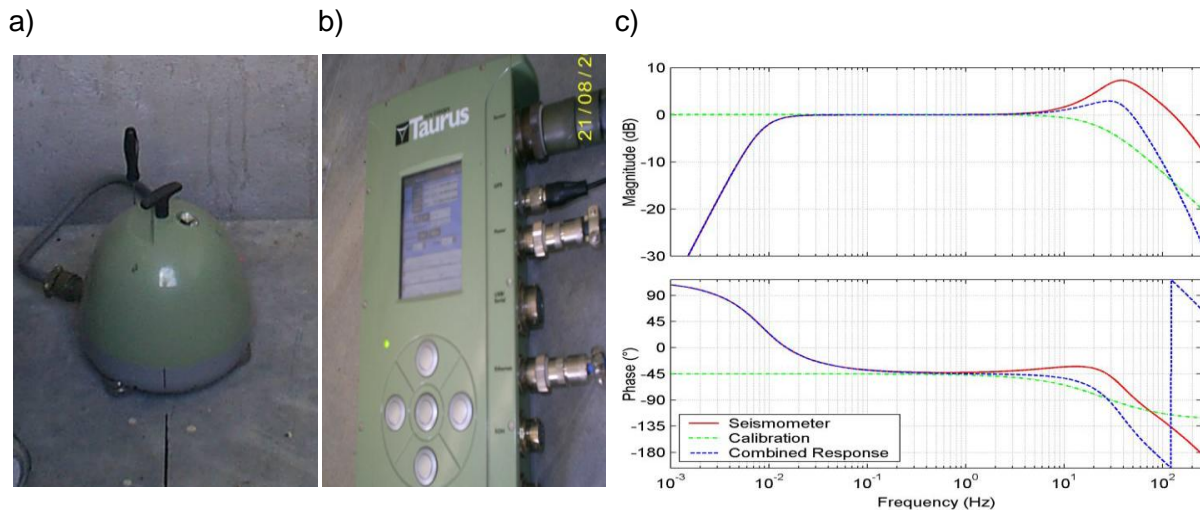 a)
b)
c)
Taurus
21/08/20
10
0
-10
-20
-30
Magnitude (dB)
90
45
0
-45
-90
-135
-180
Phase (°)
Seismometer
Calibration
Combined Response
10-3
10-2
10-1
100
101
102
Frequency (Hz)